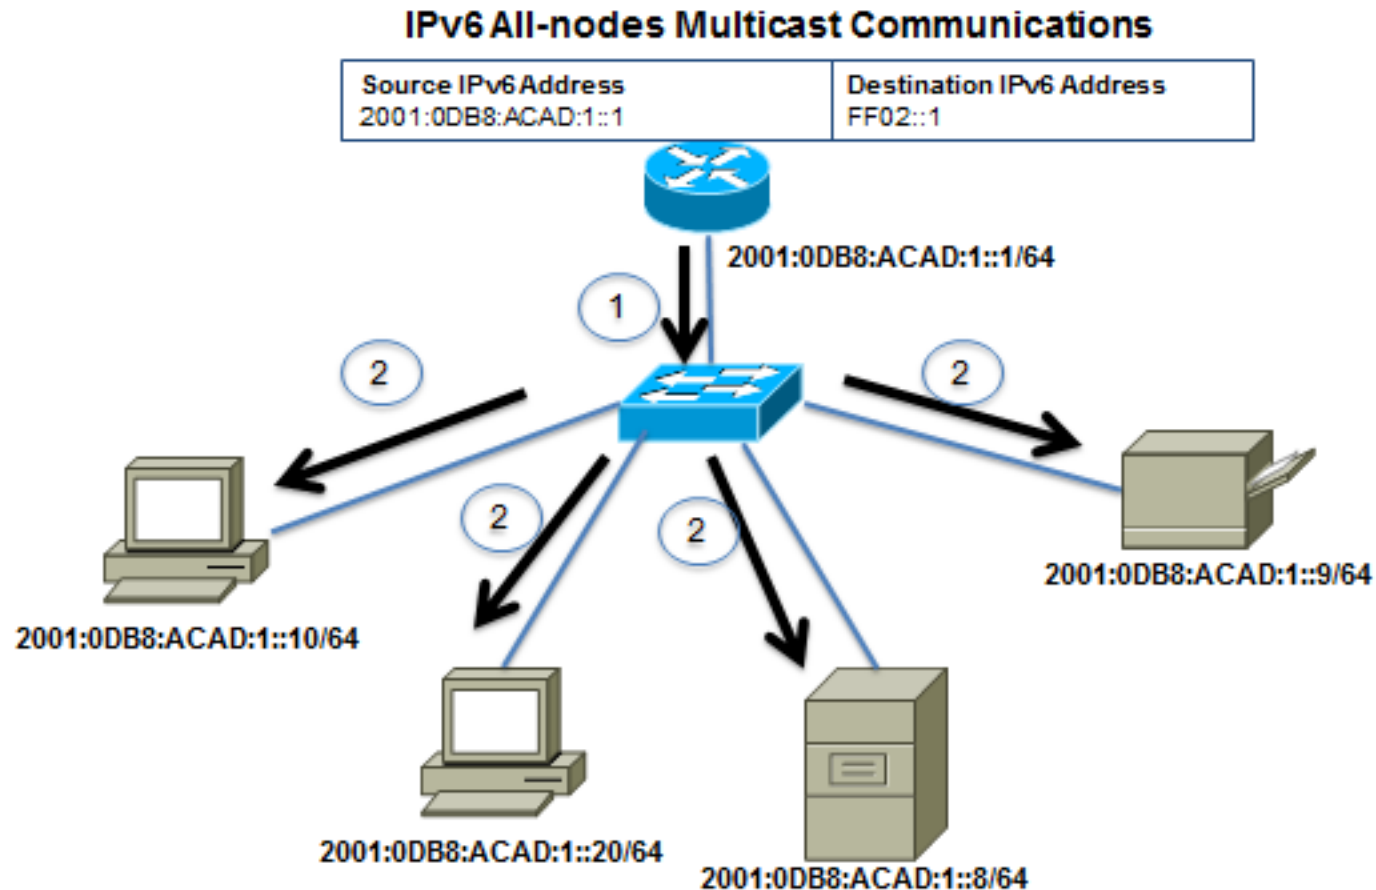 IPv6 All-nodes Multicast Communications
Source IPv6 Address
2001:0DB8:ACAD:1::1
Destination IPv6 Address
FF02::1
2001:0DB8:ACAD:1::1/64
1
2
2
2
2
2001:0DB8:ACAD:1::9/64
2001:0DB8:ACAD:1::10/64
2001:0DB8:ACAD:1::20/64
2001:0DB8:ACAD:1::8/64